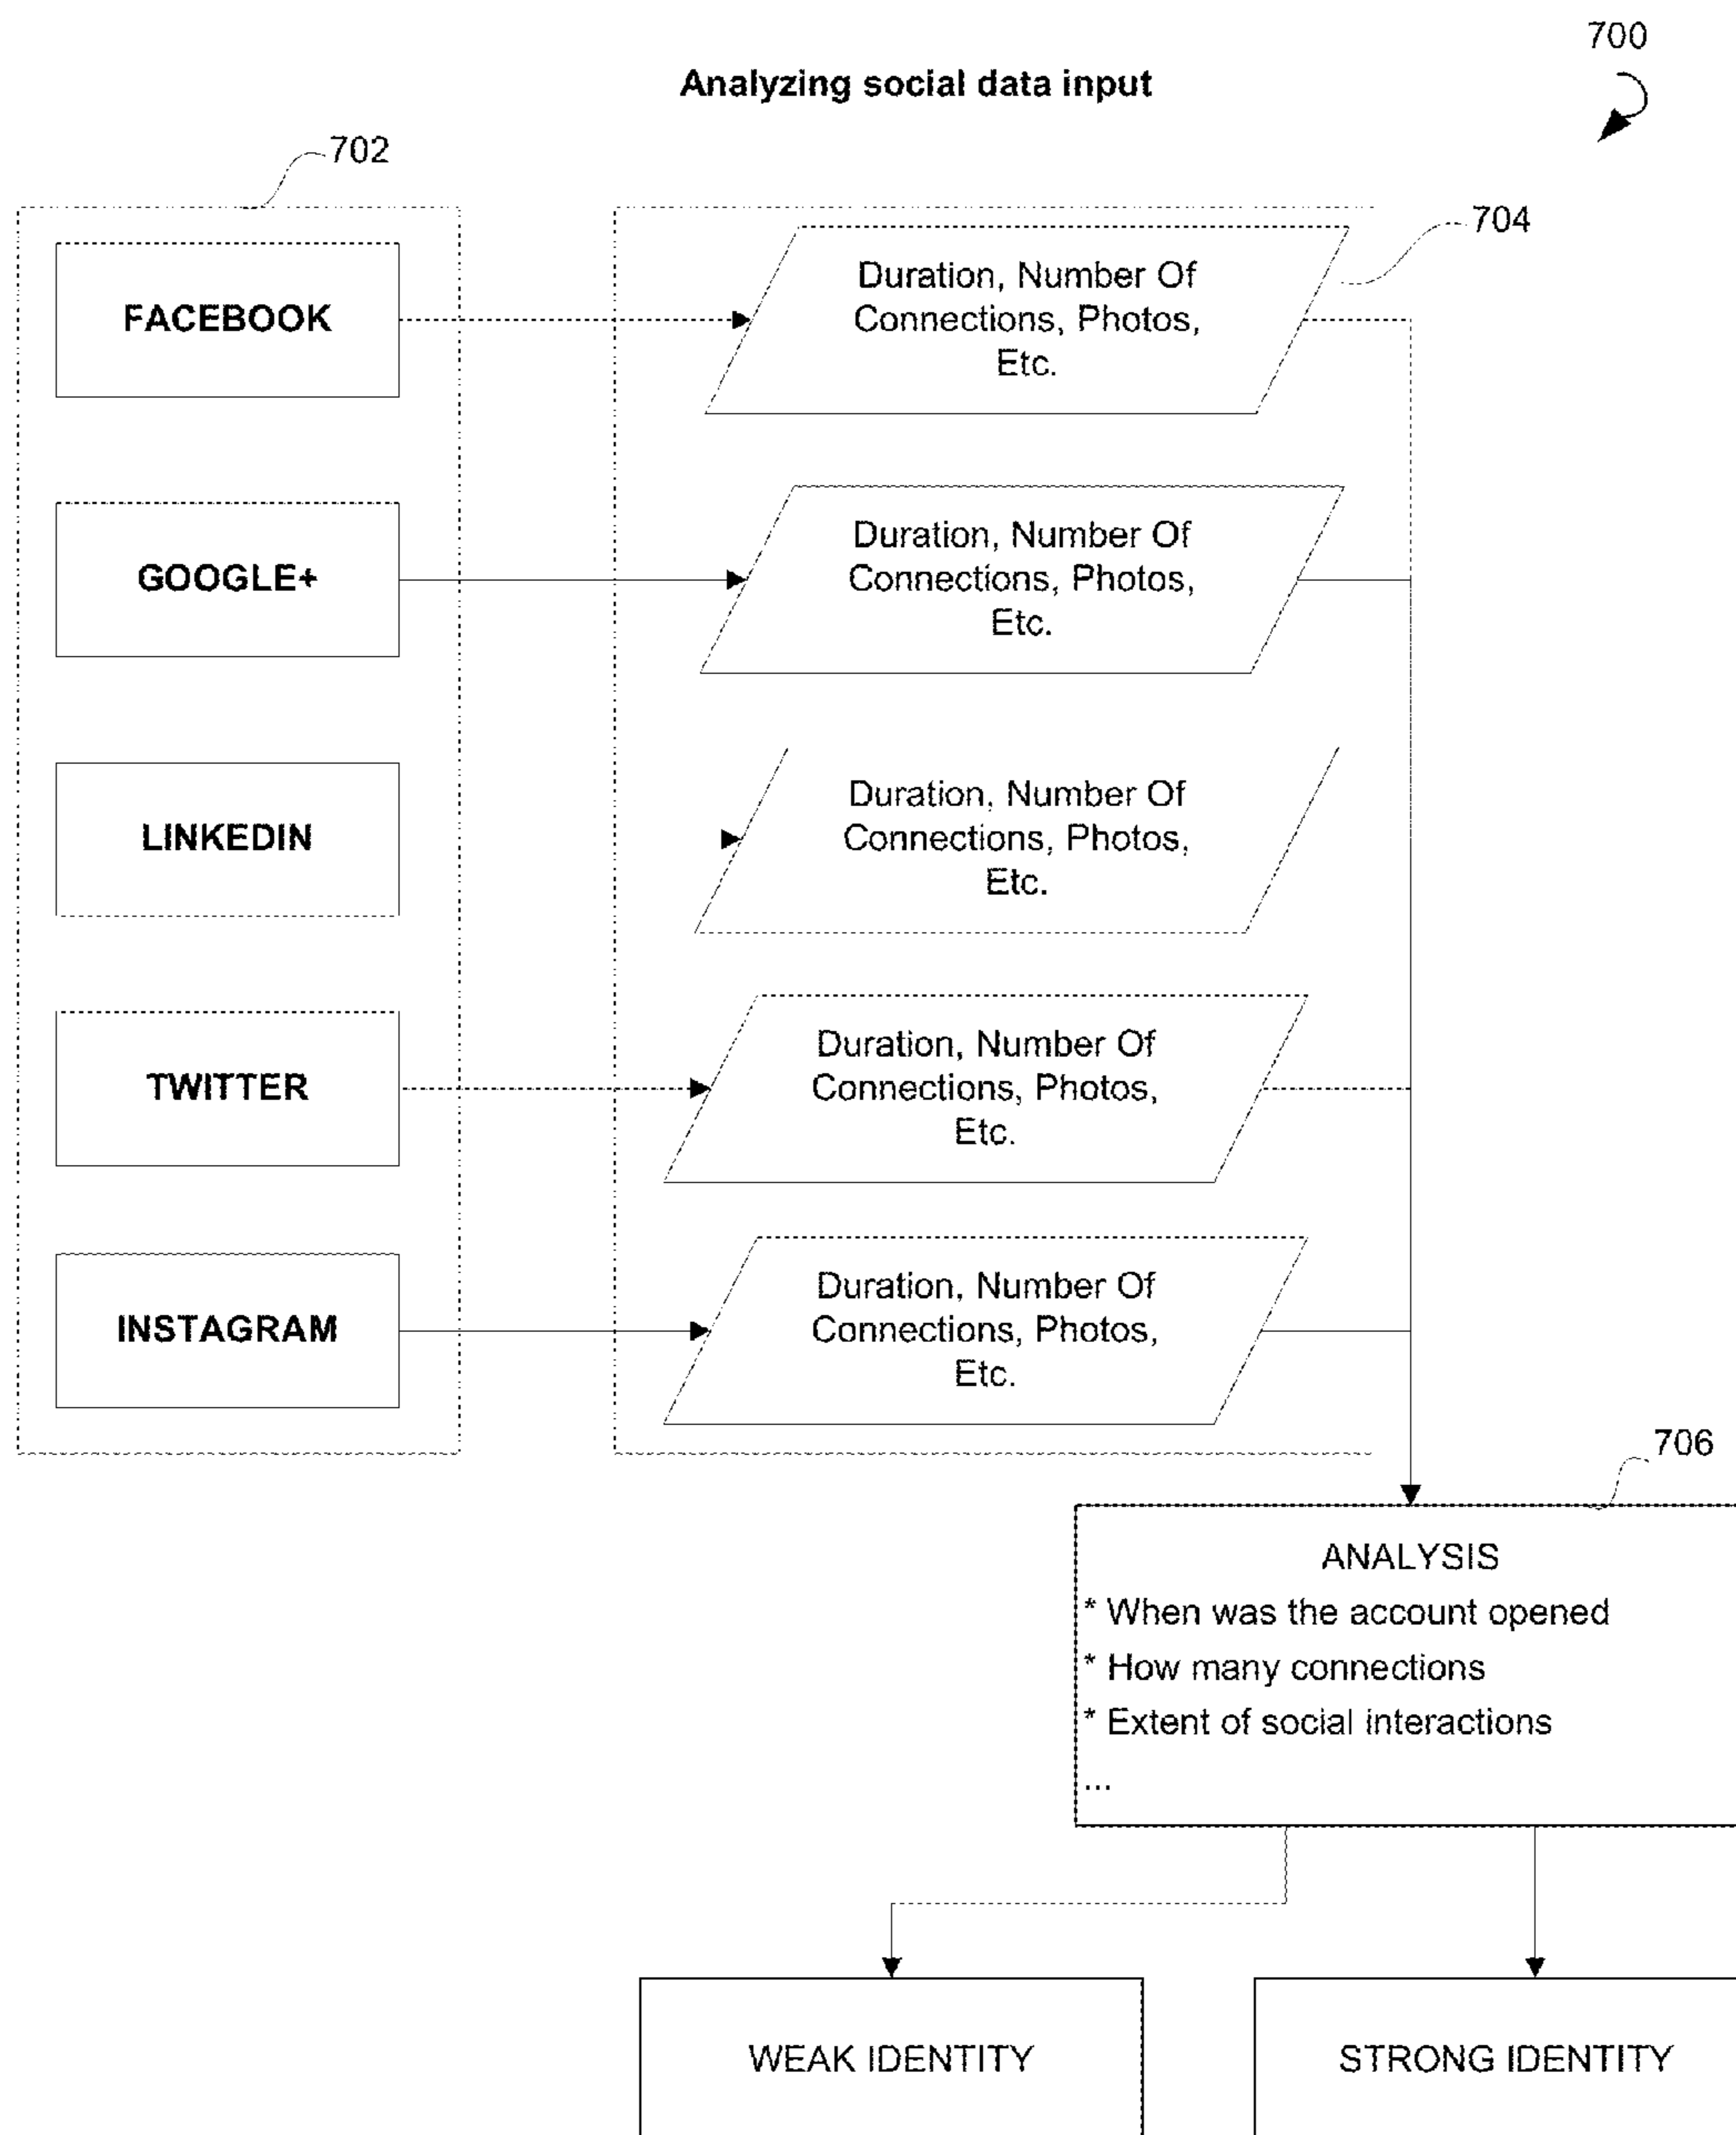 700
Analyzing social data input
702
704
FACEBOOK
Duration, Number Of
Connections, Photos,
Etc.
GOOGLE+
Duration, Number Of
Connections, Photos,
Etc.
LINKEDIN
Duration, Number Of
Connections, Photos,
Etc.
TWITTER
Duration, Number Of
Connections, Photos,
Etc.
INSTAGRAM
Duration, Number Of
Connections, Photos,
Etc.
706
ANALYSIS
* When was the account opened
* How many connections
* Extent of social interactions
...
WEAK IDENTITY
STRONG IDENTITY